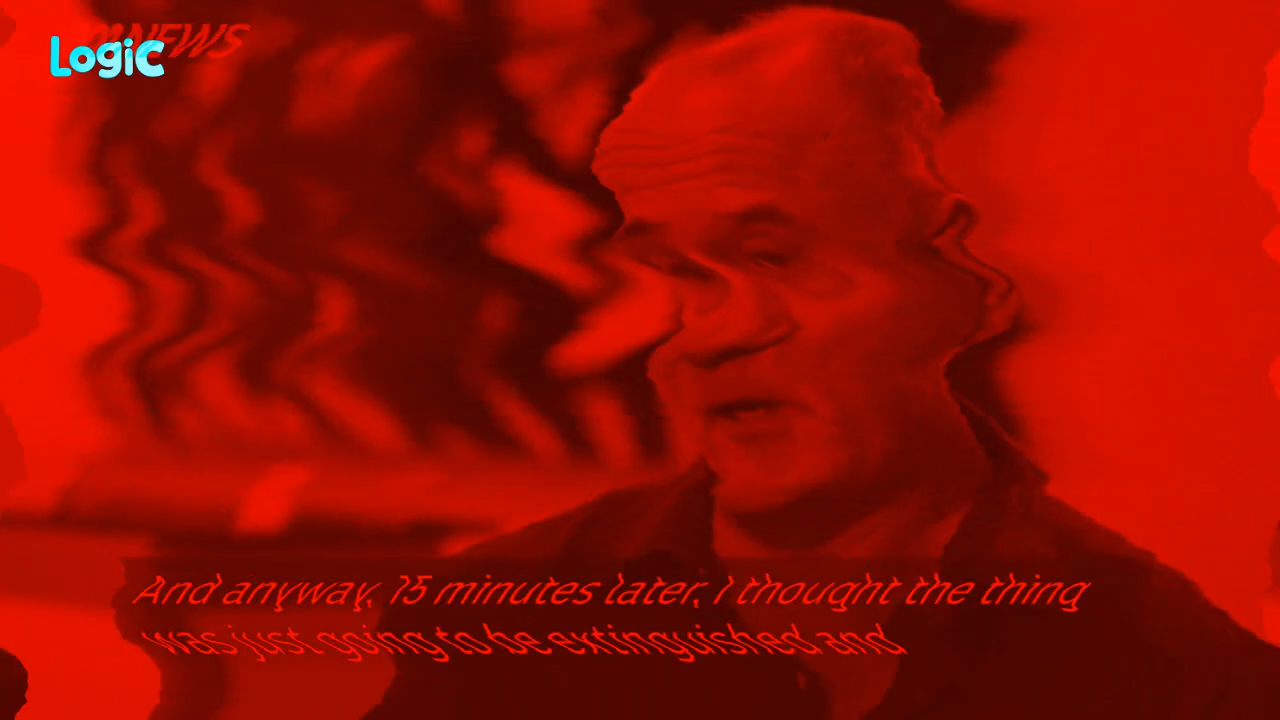 LogiC
NEWS
And anyway, 15 minutes later, I thought the thing
was just going to be extinguished and